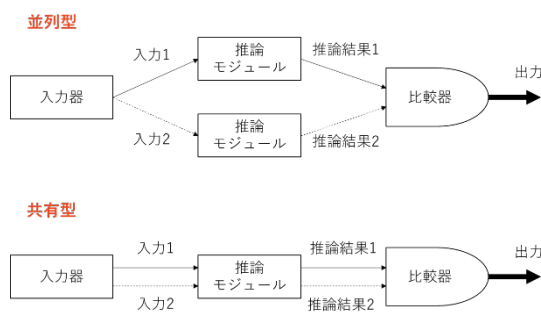 並列型
入力1
推論
モジュール
推論結果1
入力器
比較器
出力
入力2
推論
モジュール
推論結果2
共有型
入力1
推論結果1
入力器
推論
モジュール
比較器
出力
入力2
推論結果2